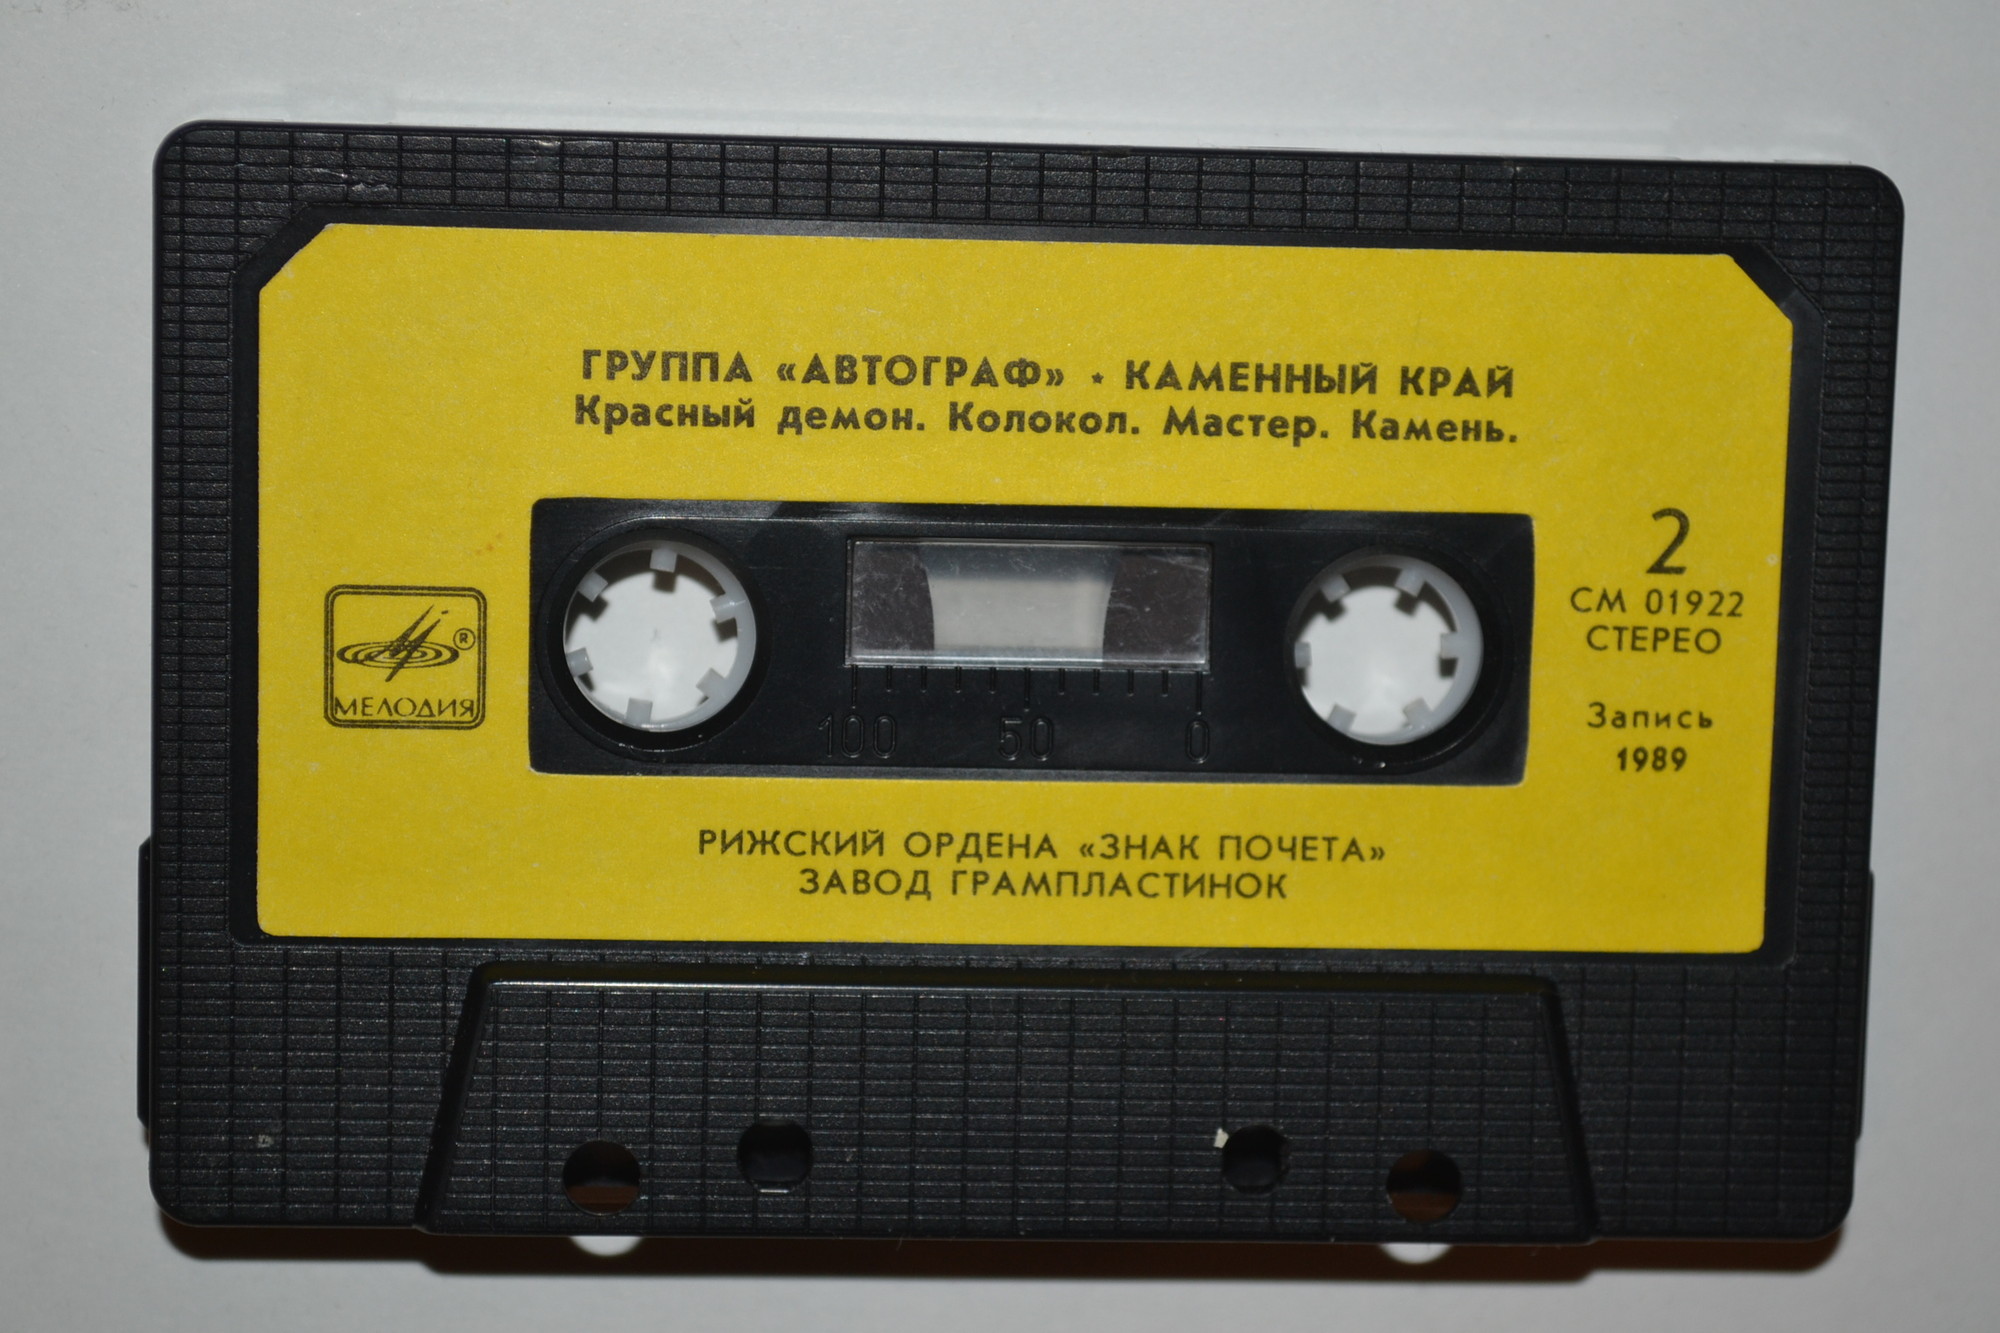 ГРУППА «АВТОГРАФ» ⋆ КАМЕННЫЙ КРАЙ
Красный демон. Колокол. Мастер. Камень.
2
СМ 01922
СТЕРЕО
Запись
1989
®
МЕЛОДИЯ
100 50 0
РИЖСКИЙ ОРДЕНА «ЗНАК ПОЧЕТА»
ЗАВОД ГРАМПЛАСТИНОК